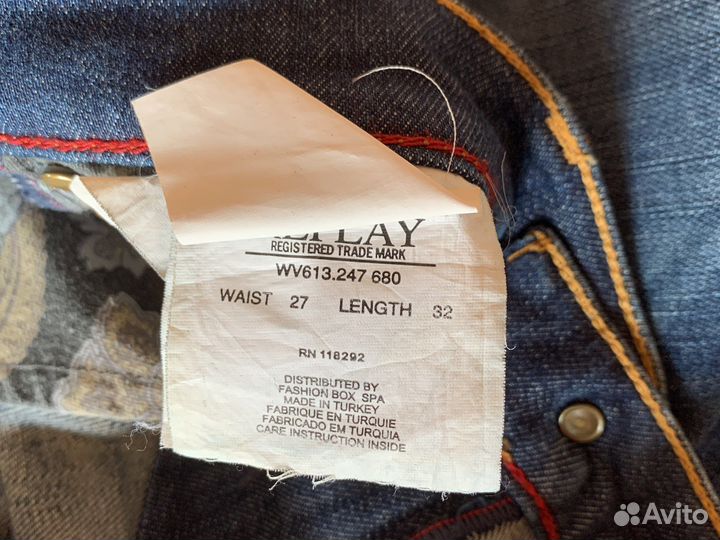 REPLAY
REGISTERED TRADE MARK
WV613.247 680
WAIST 27 LENGTH 32
RN 118292
DISTRIBUTED BY
FASHION BOX SPA
MADE IN TURKEY
FABRIQUE EN TURQUIE
FABRICADO EM TURQUIA
CARE INSTRUCTION INSIDE
Avito